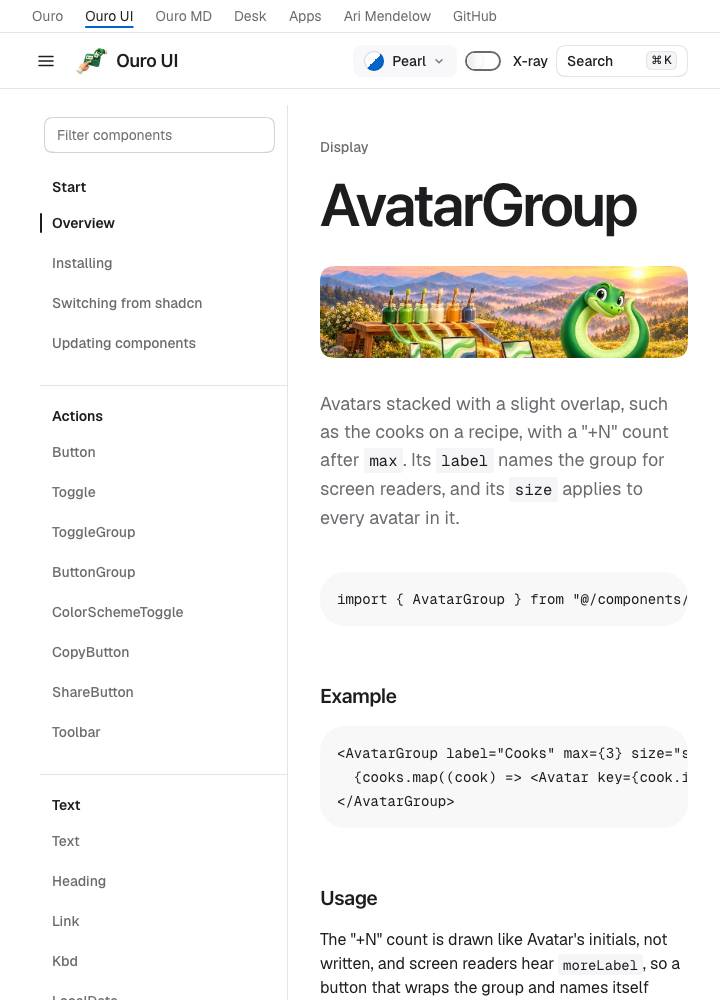 Ouro
Ouro UI
Ouro MD
Desk
Apps
Ari Mendelow
GitHub
Ouro UI
Pearl
X-ray
Search
⌘ K
Filter components
Start
Overview
Installing
Switching from shadcn
Updating components
Actions
Button
Toggle
ToggleGroup
ButtonGroup
ColorSchemeToggle
CopyButton
ShareButton
Toolbar
Text
Text
Heading
Link
Kbd
LocalDate
Display
AvatarGroup
Avatars stacked with a slight overlap, such
as the cooks on a recipe, with a "+N" count
after max. Its label names the group for
screen readers, and its size applies to
every avatar in it.
import { AvatarGroup } from "@/components/
Example
<AvatarGroup label="Cooks" max={3} size="s
{cooks.map((cook) => <Avatar key={cook.i
</AvatarGroup>
Usage
The "+N" count is drawn like Avatar's initials, not
written, and screen readers hear moreLabel, so a
button that wraps the group and names itself